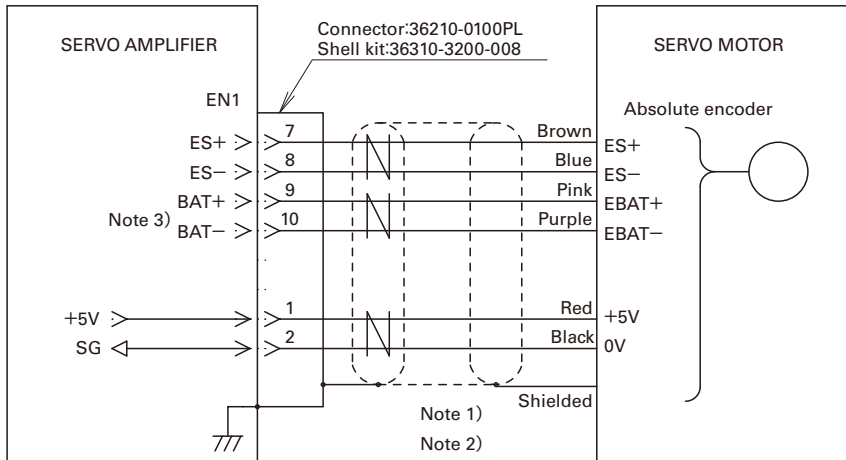 Connector:36210-0100PL
Shell kit:36310-3200-008
SERVO AMPLIFIER
SERVO MOTOR
EN1
Absolute encoder
ES+ 7 Brown ES+
ES− 8 Blue ES−
BAT+ 9 Pink EBAT+
Note 3) BAT− 10 Purple EBAT−
+5V 1 Red +5V
SG 2 Black 0V
Shielded
Note 1)
Note 2)